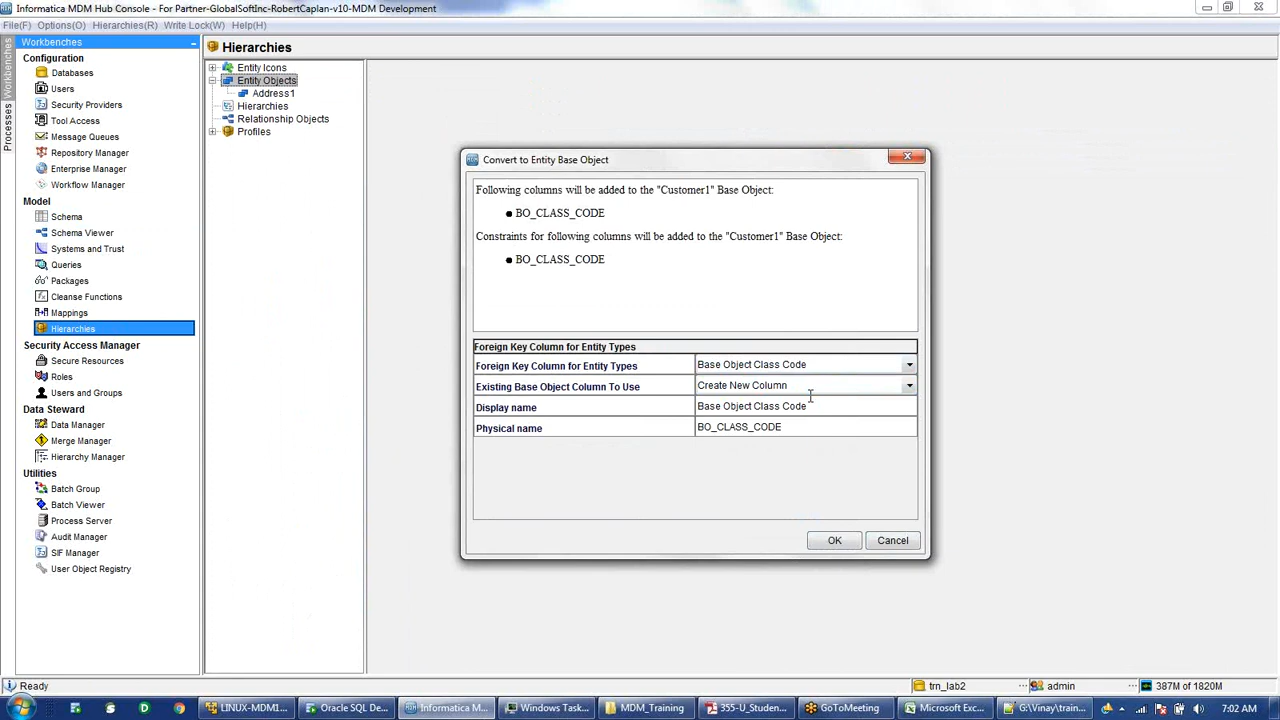 Informatica MDM Hub Console - For Partner-GlobalSoftInc-RobertCaplan-v10-MDM Development
File(F) Options(O) Hierarchies(R) Write Lock(W) Help(H)
Workbenches
Processes
Workbenches
Configuration
Databases
Users
Security Providers
Tool Access
Message Queues
Repository Manager
Enterprise Manager
Workflow Manager
Model
Schema
Schema Viewer
Systems and Trust
Queries
Packages
Cleanse Functions
Mappings
Hierarchies
Security Access Manager
Secure Resources
Roles
Users and Groups
Data Steward
Data Manager
Merge Manager
Hierarchy Manager
Utilities
Batch Group
Batch Viewer
Process Server
Audit Manager
SIF Manager
User Object Registry
Hierarchies
Entity Icons
Entity Objects
Address1
Hierarchies
Relationship Objects
Profiles
Convert to Entity Base Object
Following columns will be added to the "Customer1" Base Object:
● BO_CLASS_CODE
Constraints for following columns will be added to the "Customer1" Base Object:
● BO_CLASS_CODE
Foreign Key Column for Entity Types
Foreign Key Column for Entity Types Base Object Class Code
Existing Base Object Column To Use Create New Column
Display name Base Object Class Code
Physical name BO_CLASS_CODE
OK Cancel
Ready trn_lab2 admin 387M of 1820M
LINUX-MDM1... Oracle SQL De... Informatica M... Windows Task... MDM_Training 355-U_Studen... GoToMeeting Microsoft Exc... G:\Vinay\train... 7:02 AM